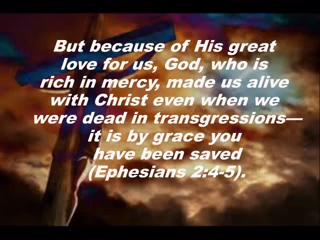 But because of His great
love for us, God, who is
rich in mercy, made us alive
with Christ even when we
were dead in transgressions—
it is by grace you
have been saved
(Ephesians 2:4-5).